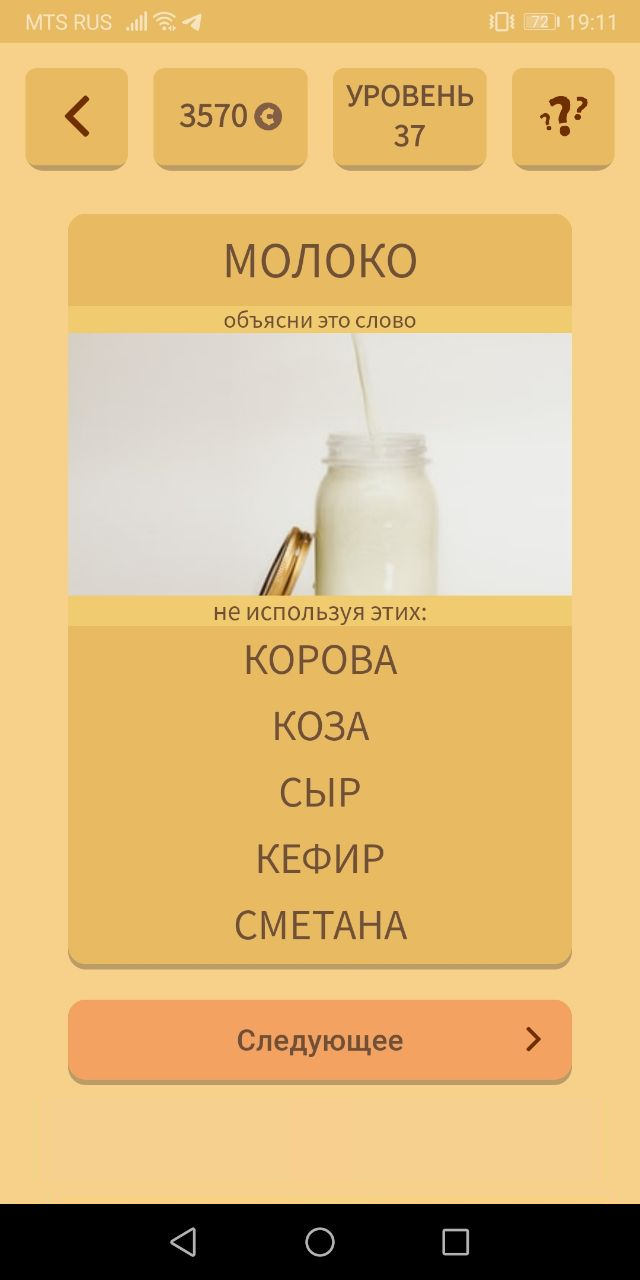 MTS RUS 72 19:11
3570
УРОВЕНЬ
37
???
МОЛОКО
объясни это слово
не используя этих:
КОРОВА
КОЗА
СЫР
КЕФИР
СМЕТАНА
Следующее